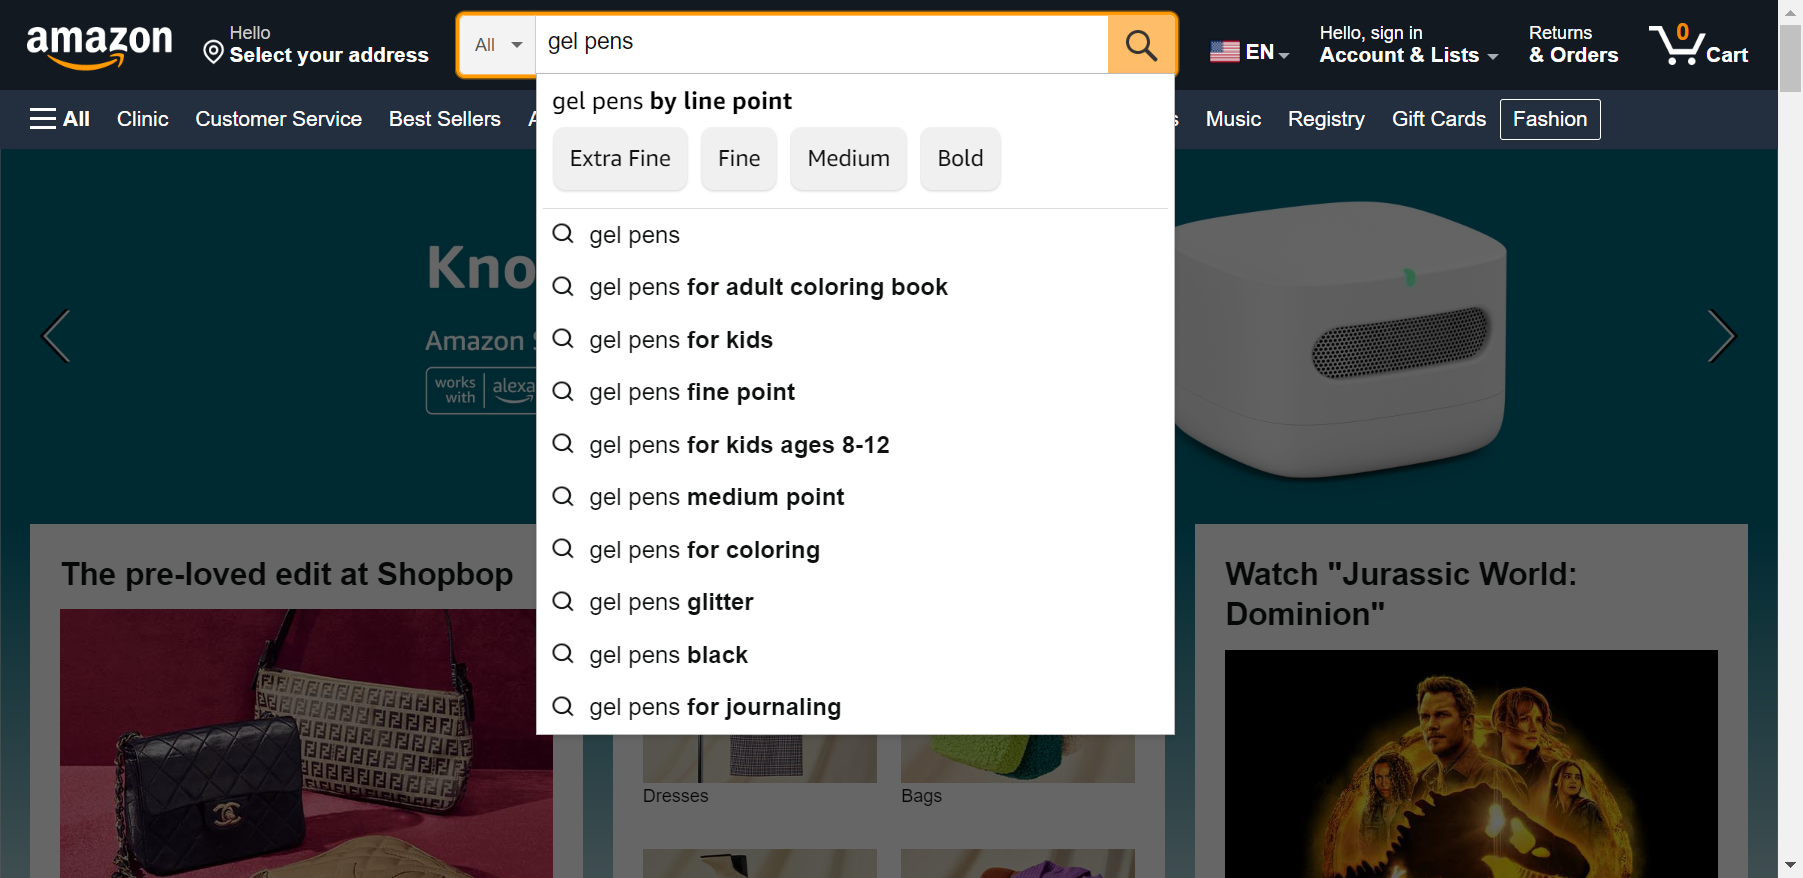 amazon
Hello
Select your address
All
gel pens
EN
Hello, sign in
Account & Lists
Returns
& Orders
0
Cart
All
Clinic
Customer Service
Best Sellers
Music
Registry
Gift Cards
Fashion
gel pens by line point
Extra Fine
Fine
Medium
Bold
gel pens
gel pens for adult coloring book
gel pens for kids
gel pens fine point
gel pens for kids ages 8-12
gel pens medium point
gel pens for coloring
gel pens glitter
gel pens black
gel pens for journaling
Kno
Amazon S
works with
alexa
The pre-loved edit at Shopbop
Dresses
Bags
Watch "Jurassic World:
Dominion"